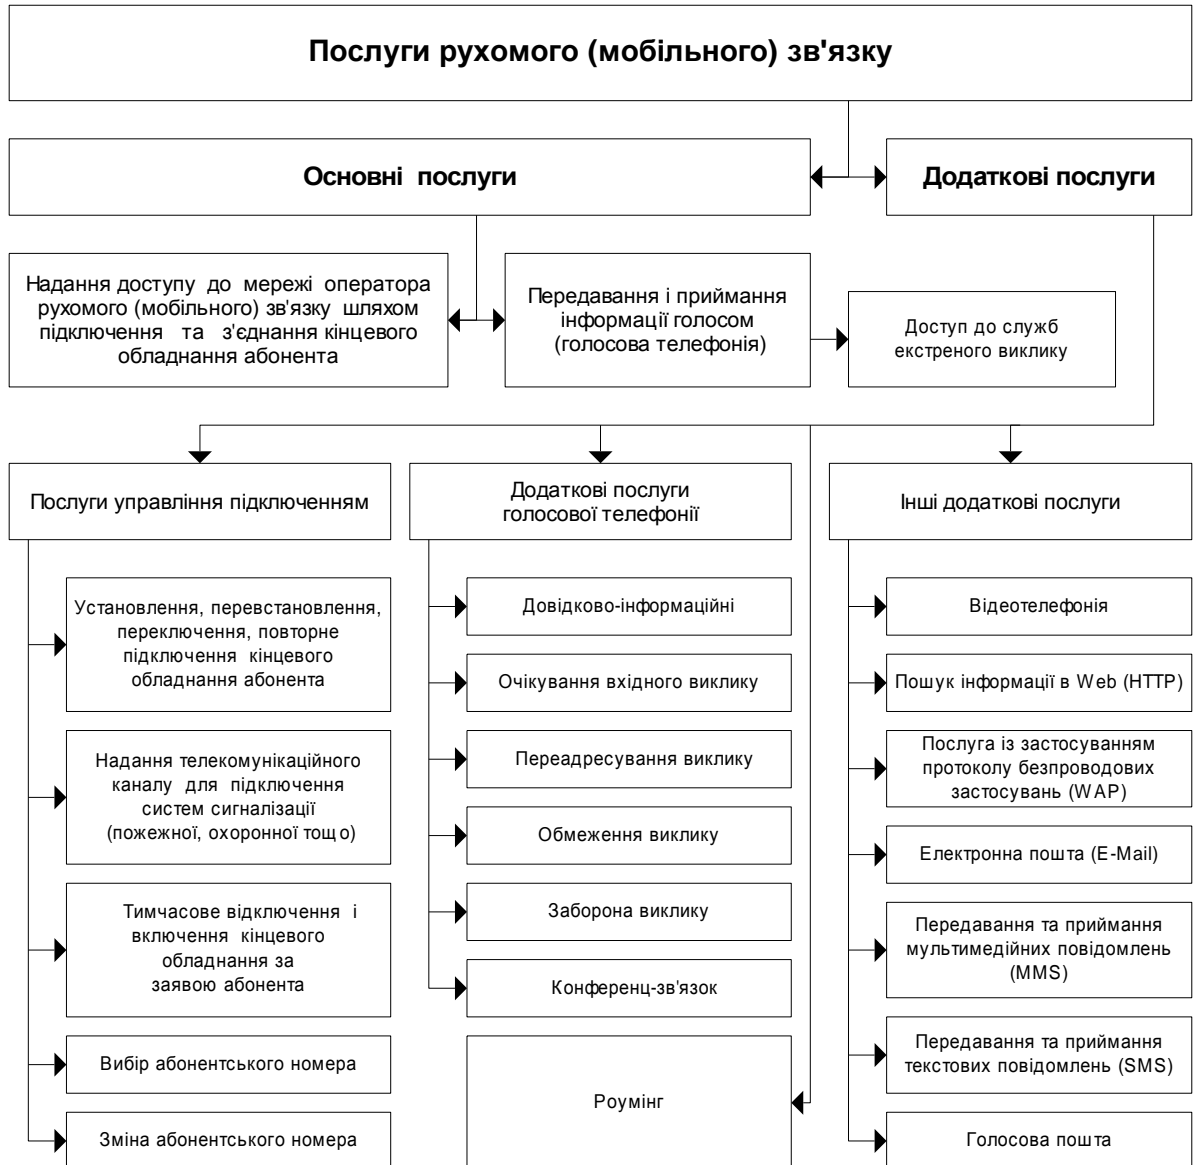 Послуги рухомого (мобільного) зв'язку
Основні послуги
Додаткові послуги
Надання доступу до мережі оператора
рухомого (мобільного) зв'язку шляхом
підключення та з'єднання кінцевого
обладнання абонента
Передавання і приймання
інформації голосом
(голосова телефонія)
Доступ до служб
екстреного виклику
Послуги управління підключенням
Додаткові послуги
голосової телефонії
Інші додаткові послуги
Установлення, перевстановлення,
переключення, повторне
підключення кінцевого
обладнання абонента
Надання телекомунікаційного
каналу для підключення
систем сигналізації
(пожежної, охоронної тощо)
Тимчасове відключення і
включення кінцевого
обладнання за
заявою абонента
Вибір абонентського номера
Зміна абонентського номера
Довідково-інформаційні
Очікування вхідного виклику
Переадресування виклику
Обмеження виклику
Заборона виклику
Конференц-зв'язок
Роумінг
Відеотелефонія
Пошук інформації в Web (HTTP)
Послуга із застосуванням
протоколу безпроводових
застосувань (WAP)
Електронна пошта (E-Mail)
Передавання та приймання
мультимедійних повідомлень
(MMS)
Передавання та приймання
текстових повідомлень (SMS)
Голосова пошта